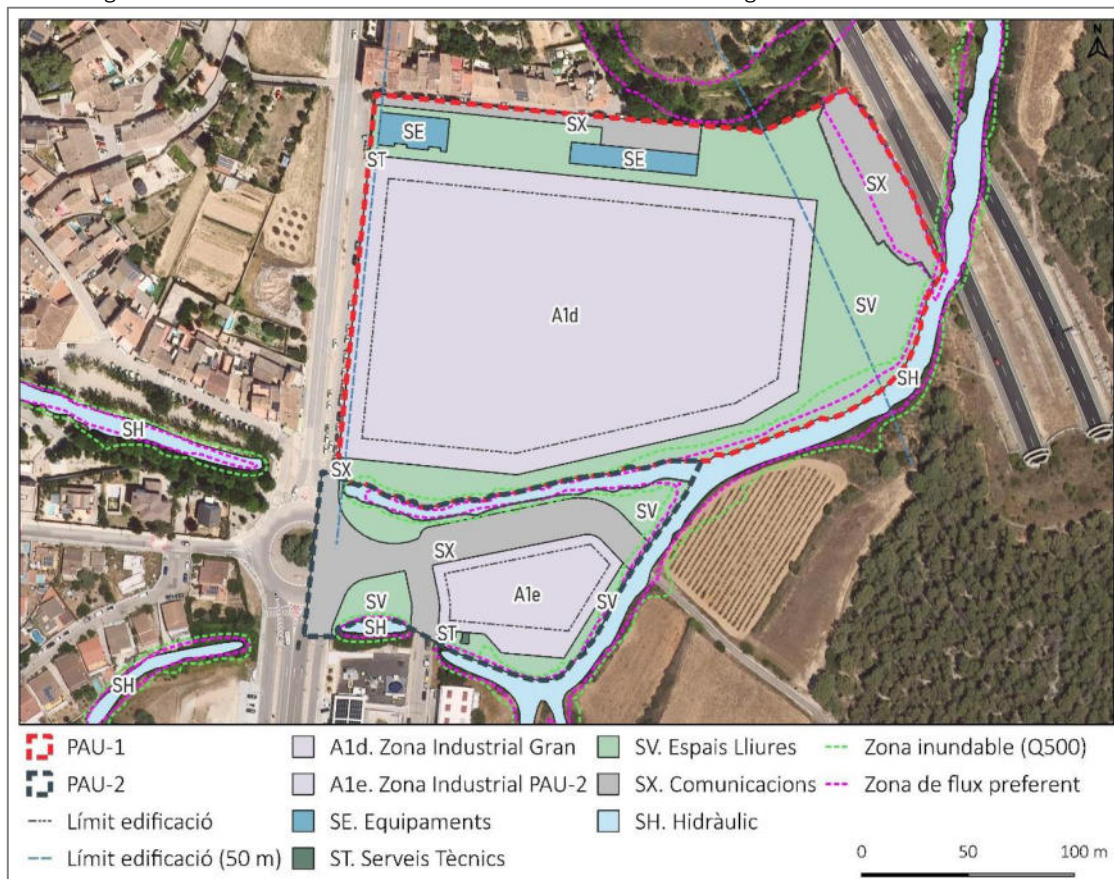 N
SE
SX
SE
ST
SX
A1d
SV
SH
SH
SX
SV
SX
A1e
SV
SV
SH
ST
SH
PAU-1
A1d. Zona Industrial Gran
SV. Espais Lliures
Zona inundable (Q500)
PAU-2
A1e. Zona Industrial PAU-2
SX. Comunicacions
Zona de flux preferent
Límit edificació
SE. Equipaments
SH. Hidràulic
Límit edificació (50 m)
ST. Serveis Tècnics
0 50 100 m